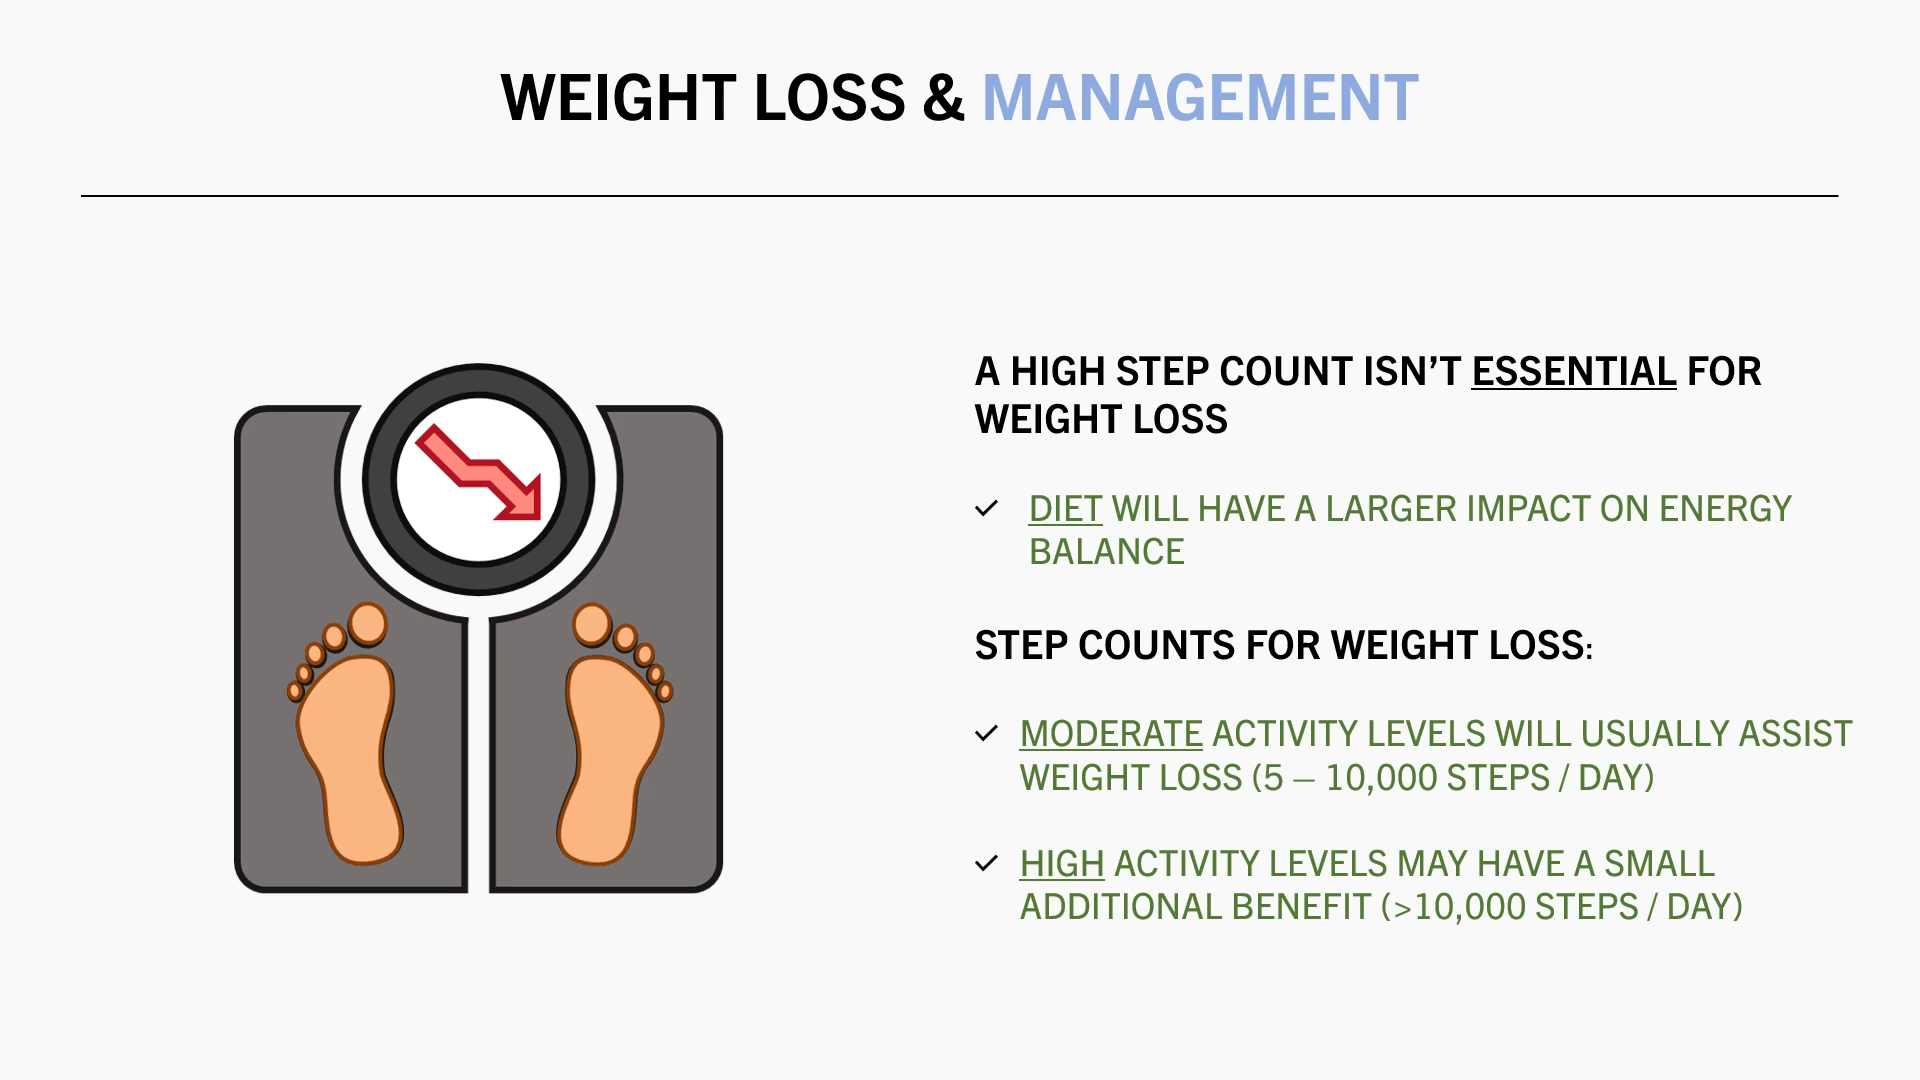 WEIGHT LOSS & MANAGEMENT
A HIGH STEP COUNT ISN’T ESSENTIAL FOR
WEIGHT LOSS
✓ DIET WILL HAVE A LARGER IMPACT ON ENERGY
BALANCE
STEP COUNTS FOR WEIGHT LOSS:
✓ MODERATE ACTIVITY LEVELS WILL USUALLY ASSIST
WEIGHT LOSS (5 – 10,000 STEPS / DAY)
✓ HIGH ACTIVITY LEVELS MAY HAVE A SMALL
ADDITIONAL BENEFIT (>10,000 STEPS / DAY)